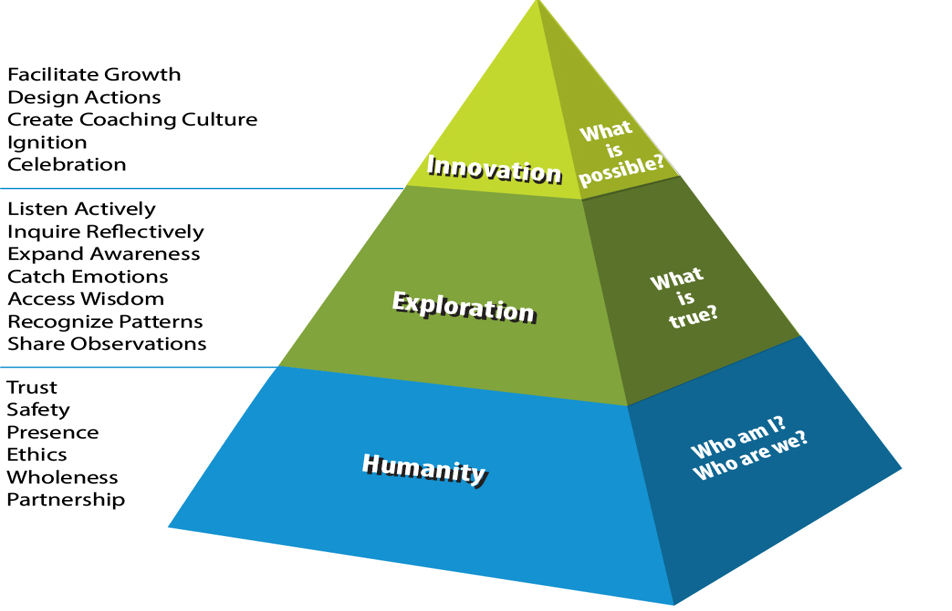 Facilitate Growth
Design Actions
Create Coaching Culture
Ignition
Celebration
Innovation
What
is
possible?
Listen Actively
Inquire Reflectively
Expand Awareness
Catch Emotions
Access Wisdom
Recognize Patterns
Share Observations
Exploration
What
is
true?
Trust
Safety
Presence
Ethics
Wholeness
Partnership
Humanity
Who am I?
Who are we?